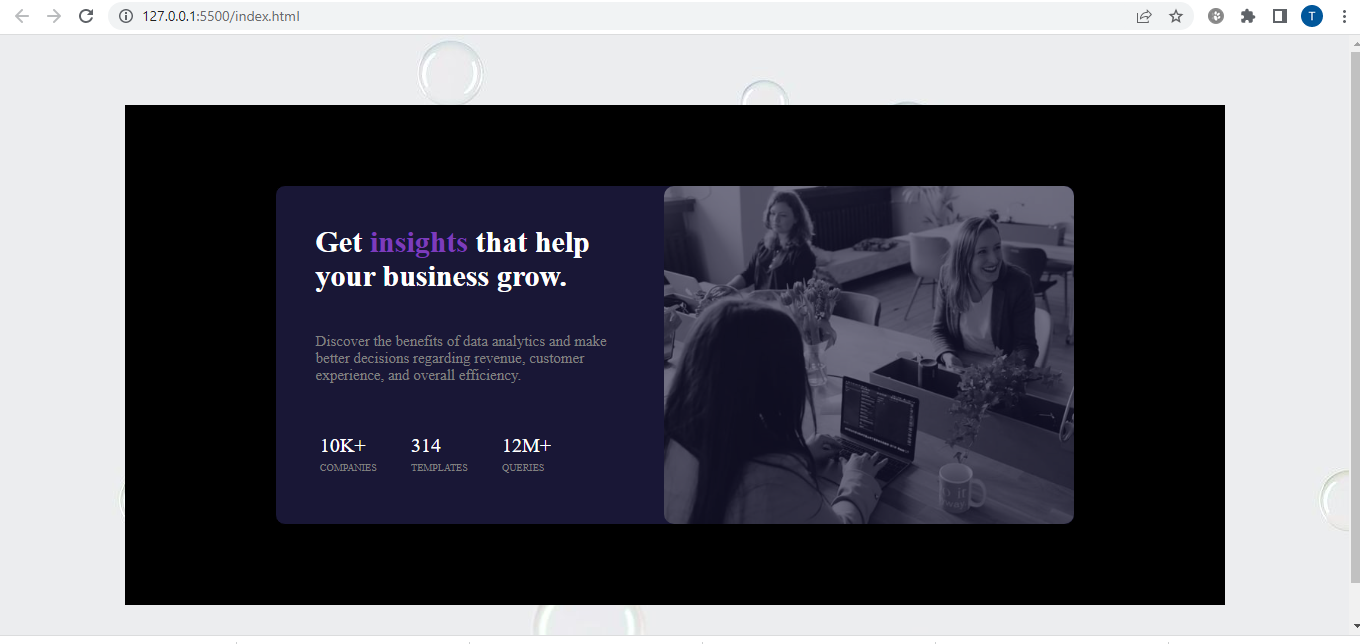 127.0.0.1:5500/index.html
T
Get insights that help
your business grow.
Discover the benefits of data analytics and make
better decisions regarding revenue, customer
experience, and overall efficiency.
10K+ 314 12M+
COMPANIES TEMPLATES QUERIES